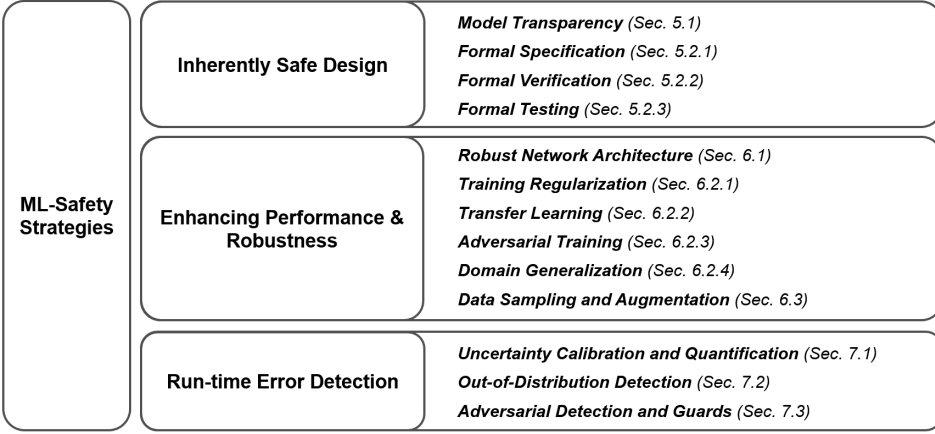 ML-Safety
Strategies
Inherently Safe Design
Model Transparency (Sec. 5.1)
Formal Specification (Sec. 5.2.1)
Formal Verification (Sec. 5.2.2)
Formal Testing (Sec. 5.2.3)
Enhancing Performance &
Robustness
Robust Network Architecture (Sec. 6.1)
Training Regularization (Sec. 6.2.1)
Transfer Learning (Sec. 6.2.2)
Adversarial Training (Sec. 6.2.3)
Domain Generalization (Sec. 6.2.4)
Data Sampling and Augmentation (Sec. 6.3)
Run-time Error Detection
Uncertainty Calibration and Quantification (Sec. 7.1)
Out-of-Distribution Detection (Sec. 7.2)
Adversarial Detection and Guards (Sec. 7.3)